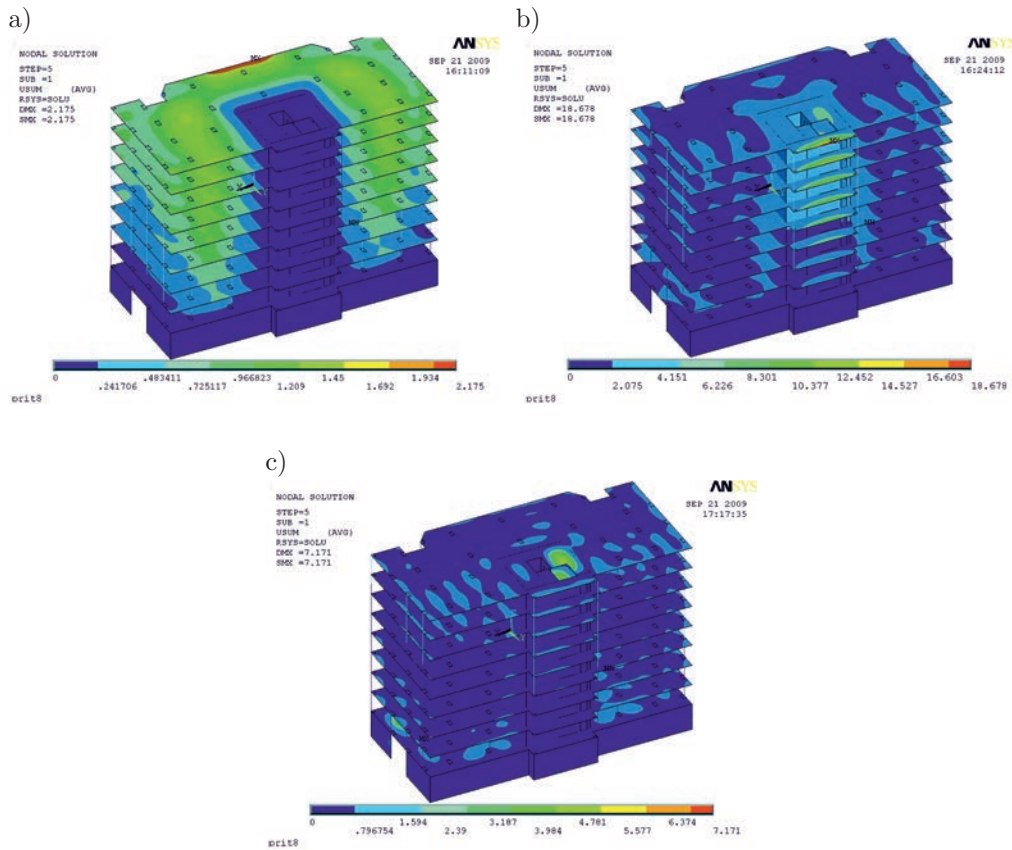 a)
NODAL SOLUTION
STEP=5
SUB =1
USUM (AVG)
RSYS=SOLU
DMX =2.175
SMX =2.175
ANSYS
SEP 21 2009
16:11:09
MX
X
MN
0 .241706 .483411 .725117 .966823 1.209 1.45 1.692 1.934 2.175
prit8
b)
NODAL SOLUTION
STEP=5
SUB =1
USUM (AVG)
RSYS=SOLU
DMX =18.678
SMX =18.678
ANSYS
SEP 21 2009
16:24:12
MX
X
MN
0 2.075 4.151 6.226 8.301 10.377 12.452 14.527 16.603 18.678
prit8
c)
NODAL SOLUTION
STEP=5
SUB =1
USUM (AVG)
RSYS=SOLU
DMX =7.171
SMX =7.171
ANSYS
SEP 21 2009
17:17:35
X
MN
MX
0 .796754 1.594 2.39 3.187 3.984 4.781 5.577 6.374 7.171
prit8